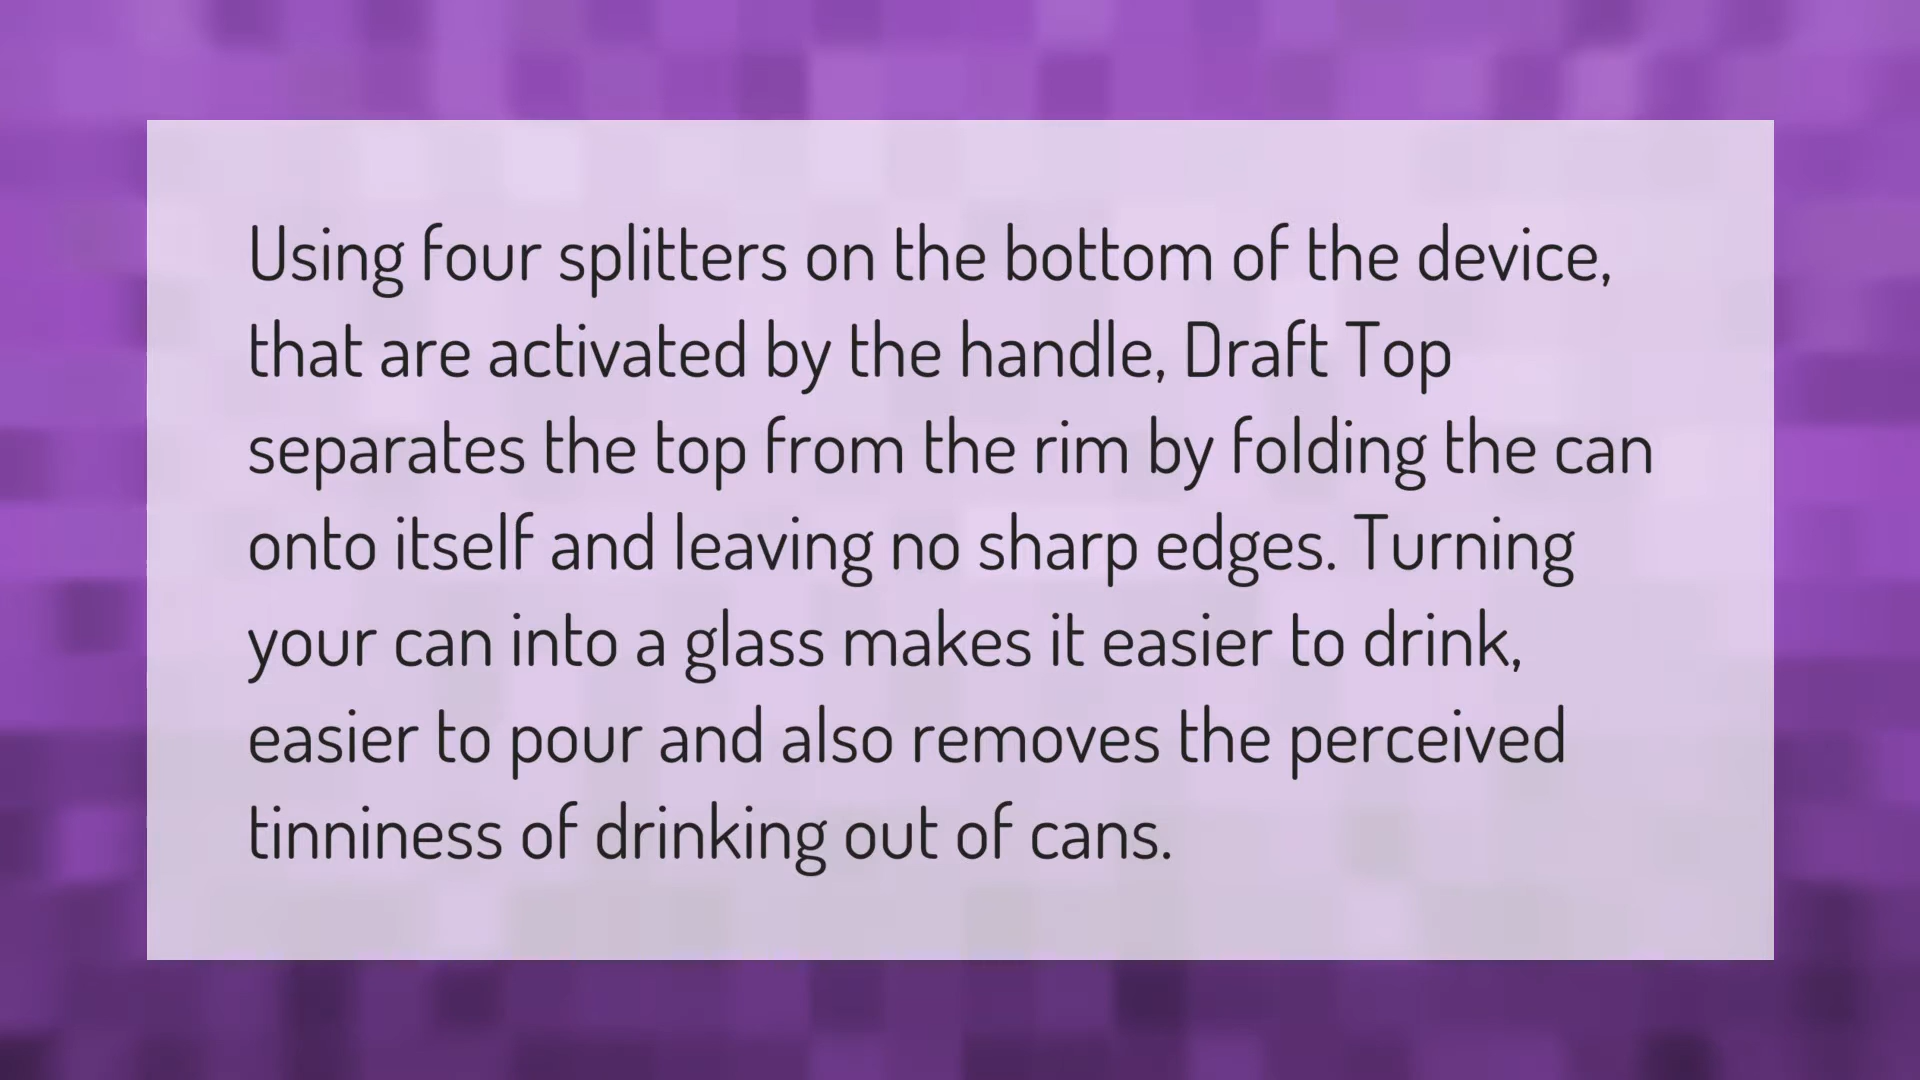 Using four splitters on the bottom of the device,
that are activated by the handle, Draft Top
separates the top from the rim by folding the can
onto itself and leaving no sharp edges. Turning
your can into a glass makes it easier to drink,
easier to pour and also removes the perceived
tinniness of drinking out of cans.